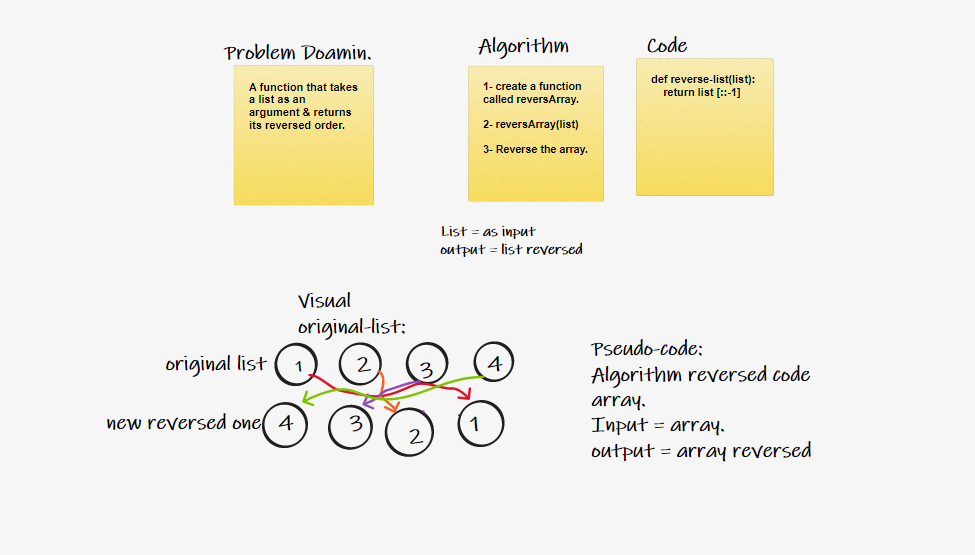 Problem Doamin.
A function that takes
a list as an
argument & returns
its reversed order.
Algorithm
1- create a function
called reversArray.
2- reversArray(list)
3- Reverse the array.
Code
def reverse-list(list):
return list [::-1]
List = as input
output = list reversed
Visual
original-list:
original list 1 2 3 4
new reversed one 4 3 2 1
Pseudo-code:
Algorithm reversed code
array.
Input = array.
output = array reversed